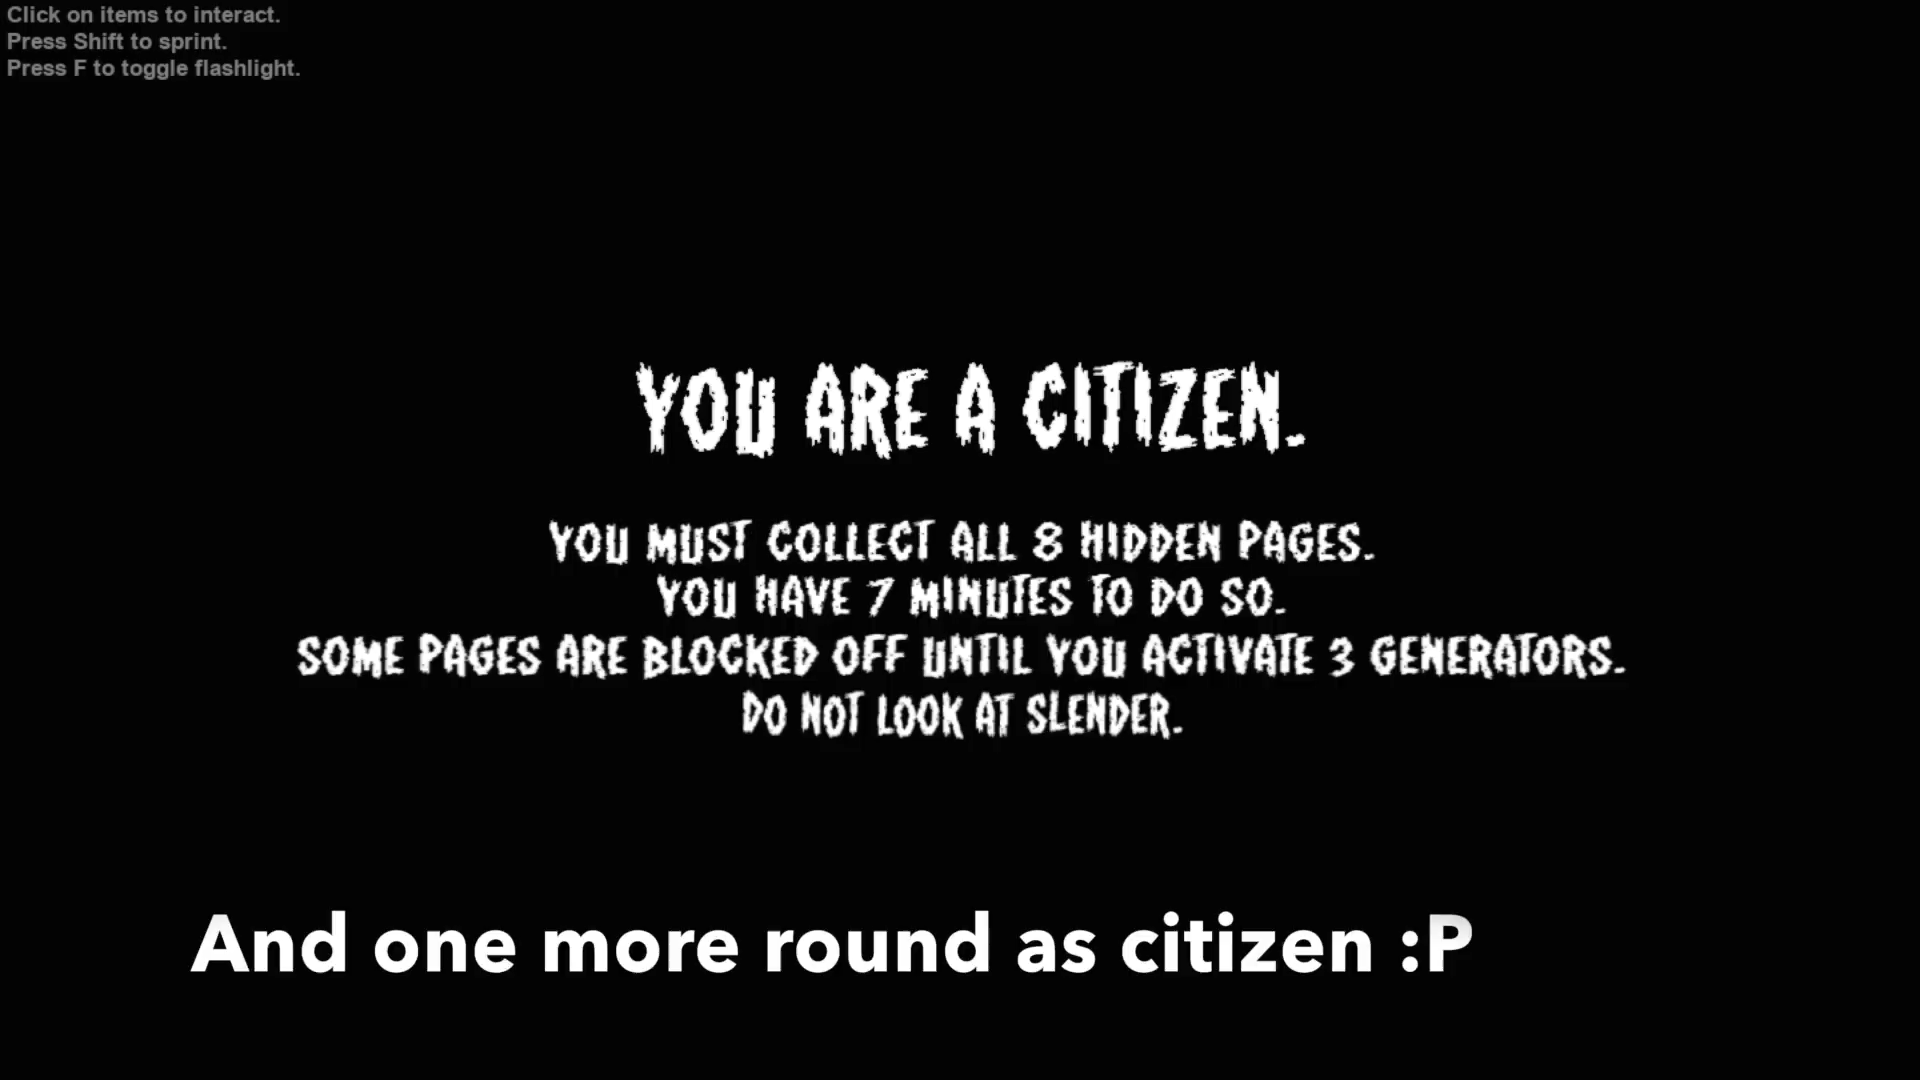 Click on items to interact.
Press Shift to sprint.
Press F to toggle flashlight.
YOU ARE A CITIZEN.
YOU MUST COLLECT ALL 8 HIDDEN PAGES.
YOU HAVE 7 MINUTES TO DO SO.
SOME PAGES ARE BLOCKED OFF UNTIL YOU ACTIVATE 3 GENERATORS.
DO NOT LOOK AT SLENDER.
And one more round as citizen :P